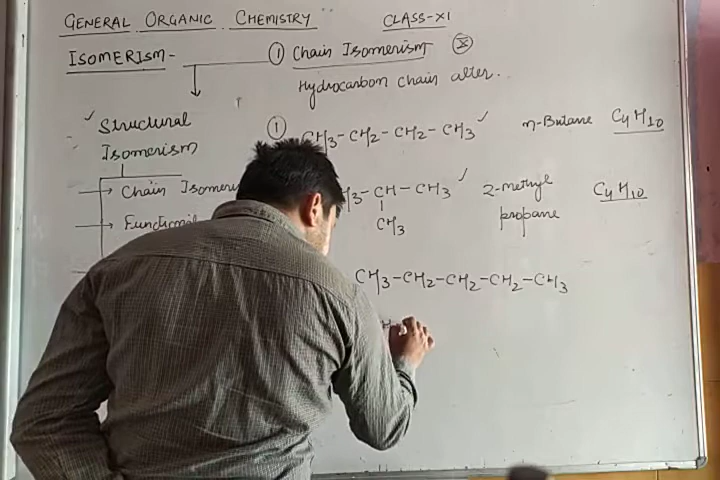 GENERAL ORGANIC CHEMISTRY CLASS-XI
ISOMERISM- ① Chain Isomerism
Hydrocarbon chain alter.
Structural
Isomerism
① CH3-CH2-CH2-CH3 n-Butane C4H10
Chain
CH-CH3 2-methyl C4H10
CH3 propane
Functional
CH3-CH2-CH2-CH2-CH3